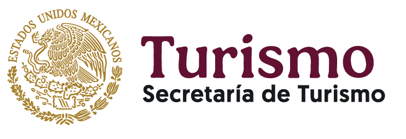 ESTADOS UNIDOS MEXICANOS
Turismo
Secretaría de Turismo